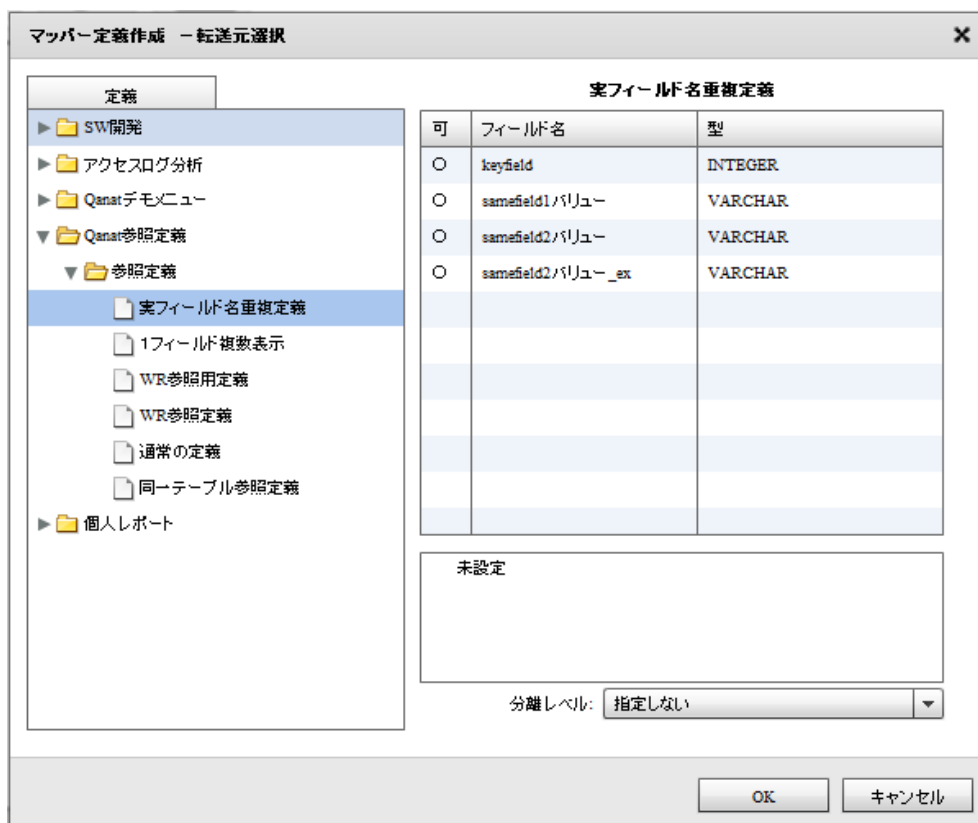 マッパー定義作成 －転送元選択
定義
SW開発
アクセスログ分析
Qanatデモメニュー
Qanat参照定義
参照定義
実フィールド名重複定義
1フィールド複数表示
WR参照用定義
WR参照定義
通常の定義
同一テーブル参照定義
個人レポート
実フィールド名重複定義
可 フィールド名 型
○ keyfield INTEGER
○ samefield1バリュー VARCHAR
○ samefield2バリュー VARCHAR
○ samefield2バリュー_ex VARCHAR
未設定
分離レベル: 指定しない
OK キャンセル